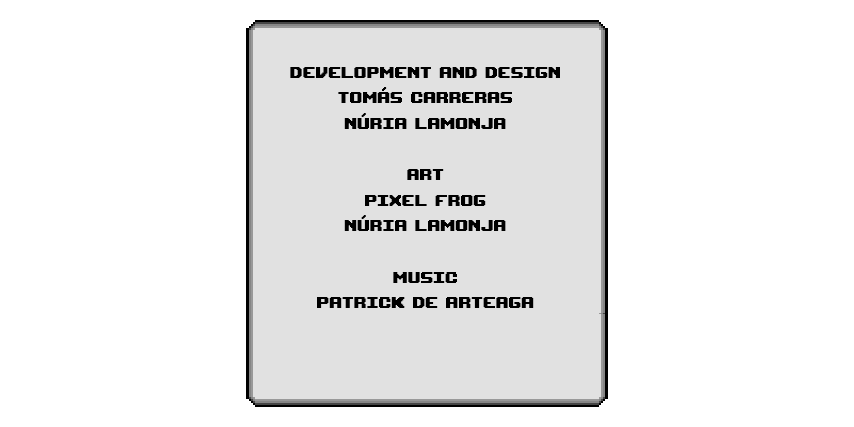 DEVELOPMENT AND DESIGN
TOMÁS CARRERAS
NÚRIA LAMONJA
ART
PIXEL FROG
NÚRIA LAMONJA
MUSIC
PATRICK DE ARTEAGA